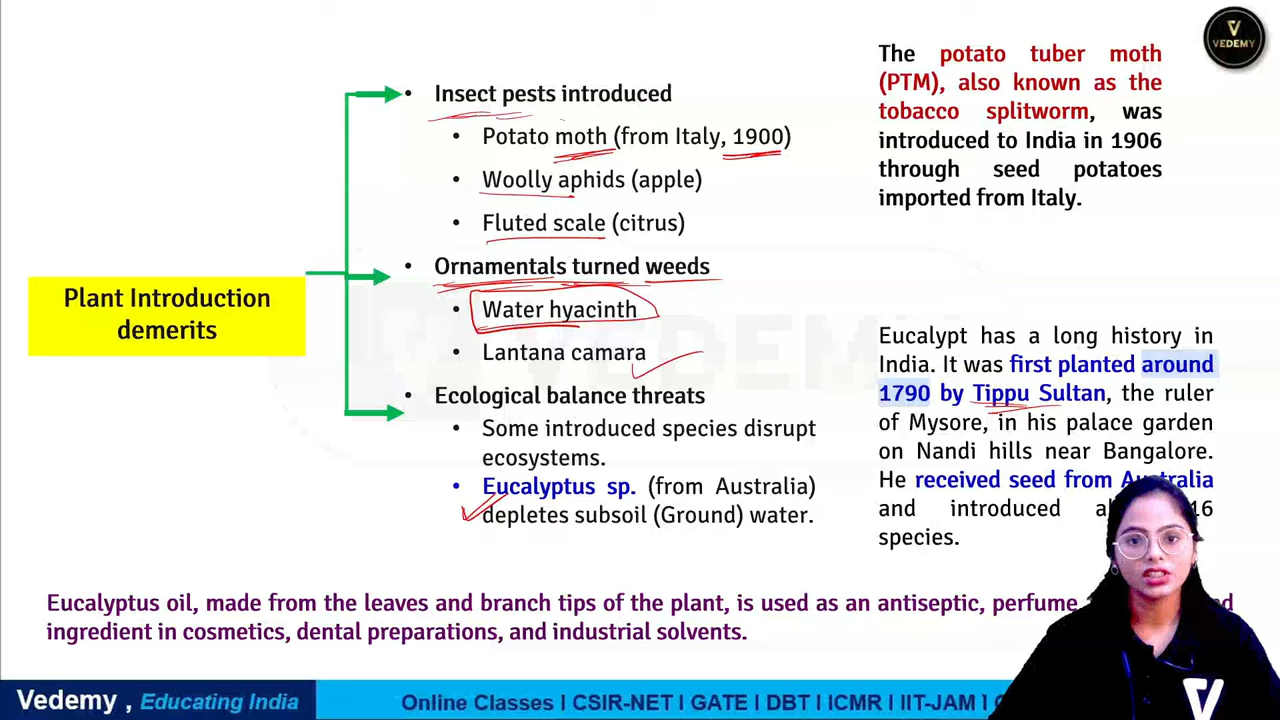 VEDEMY
The potato tuber moth
(PTM), also known as the
tobacco splitworm, was
introduced to India in 1906
through seed potatoes
imported from Italy.
• Insect pests introduced
• Potato moth (from Italy, 1900)
• Woolly aphids (apple)
• Fluted scale (citrus)
• Ornamentals turned weeds
• Water hyacinth
• Lantana camara
• Ecological balance threats
• Some introduced species disrupt
ecosystems.
• Eucalyptus sp. (from Australia)
depletes subsoil (Ground) water.
Plant Introduction
demerits
Eucalypt has a long history in
India. It was first planted around
1790 by Tippu Sultan, the ruler
of Mysore, in his palace garden
on Nandi hills near Bangalore.
He received seed from Australia
and introduced 16
species.
Eucalyptus oil, made from the leaves and branch tips of the plant, is used as an antiseptic, perfume,
ingredient in cosmetics, dental preparations, and industrial solvents.
Vedemy , Educating India
Online Classes I CSIR-NET I GATE I DBT I ICMR I IIT-JAM I